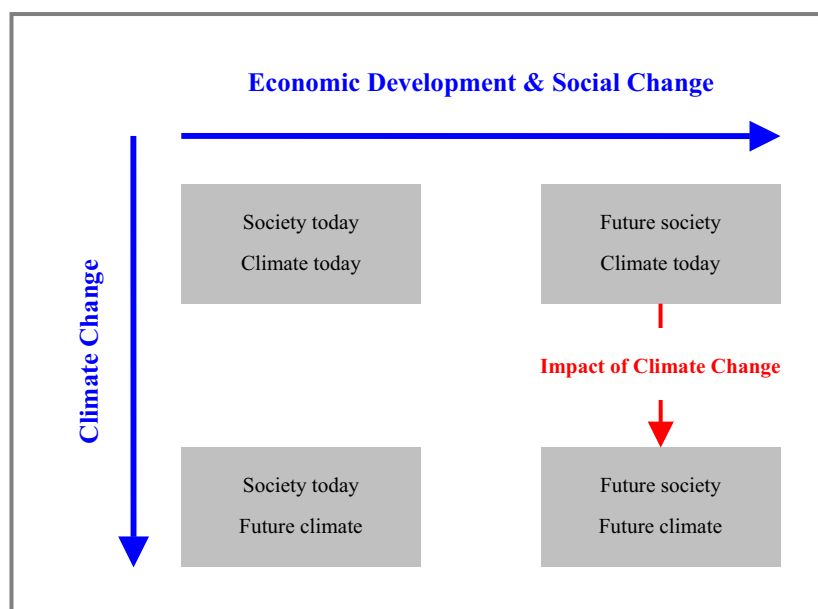 Economic Development & Social Change
Climate Change
Society today
Climate today
Future society
Climate today
Impact of Climate Change
Society today
Future climate
Future society
Future climate